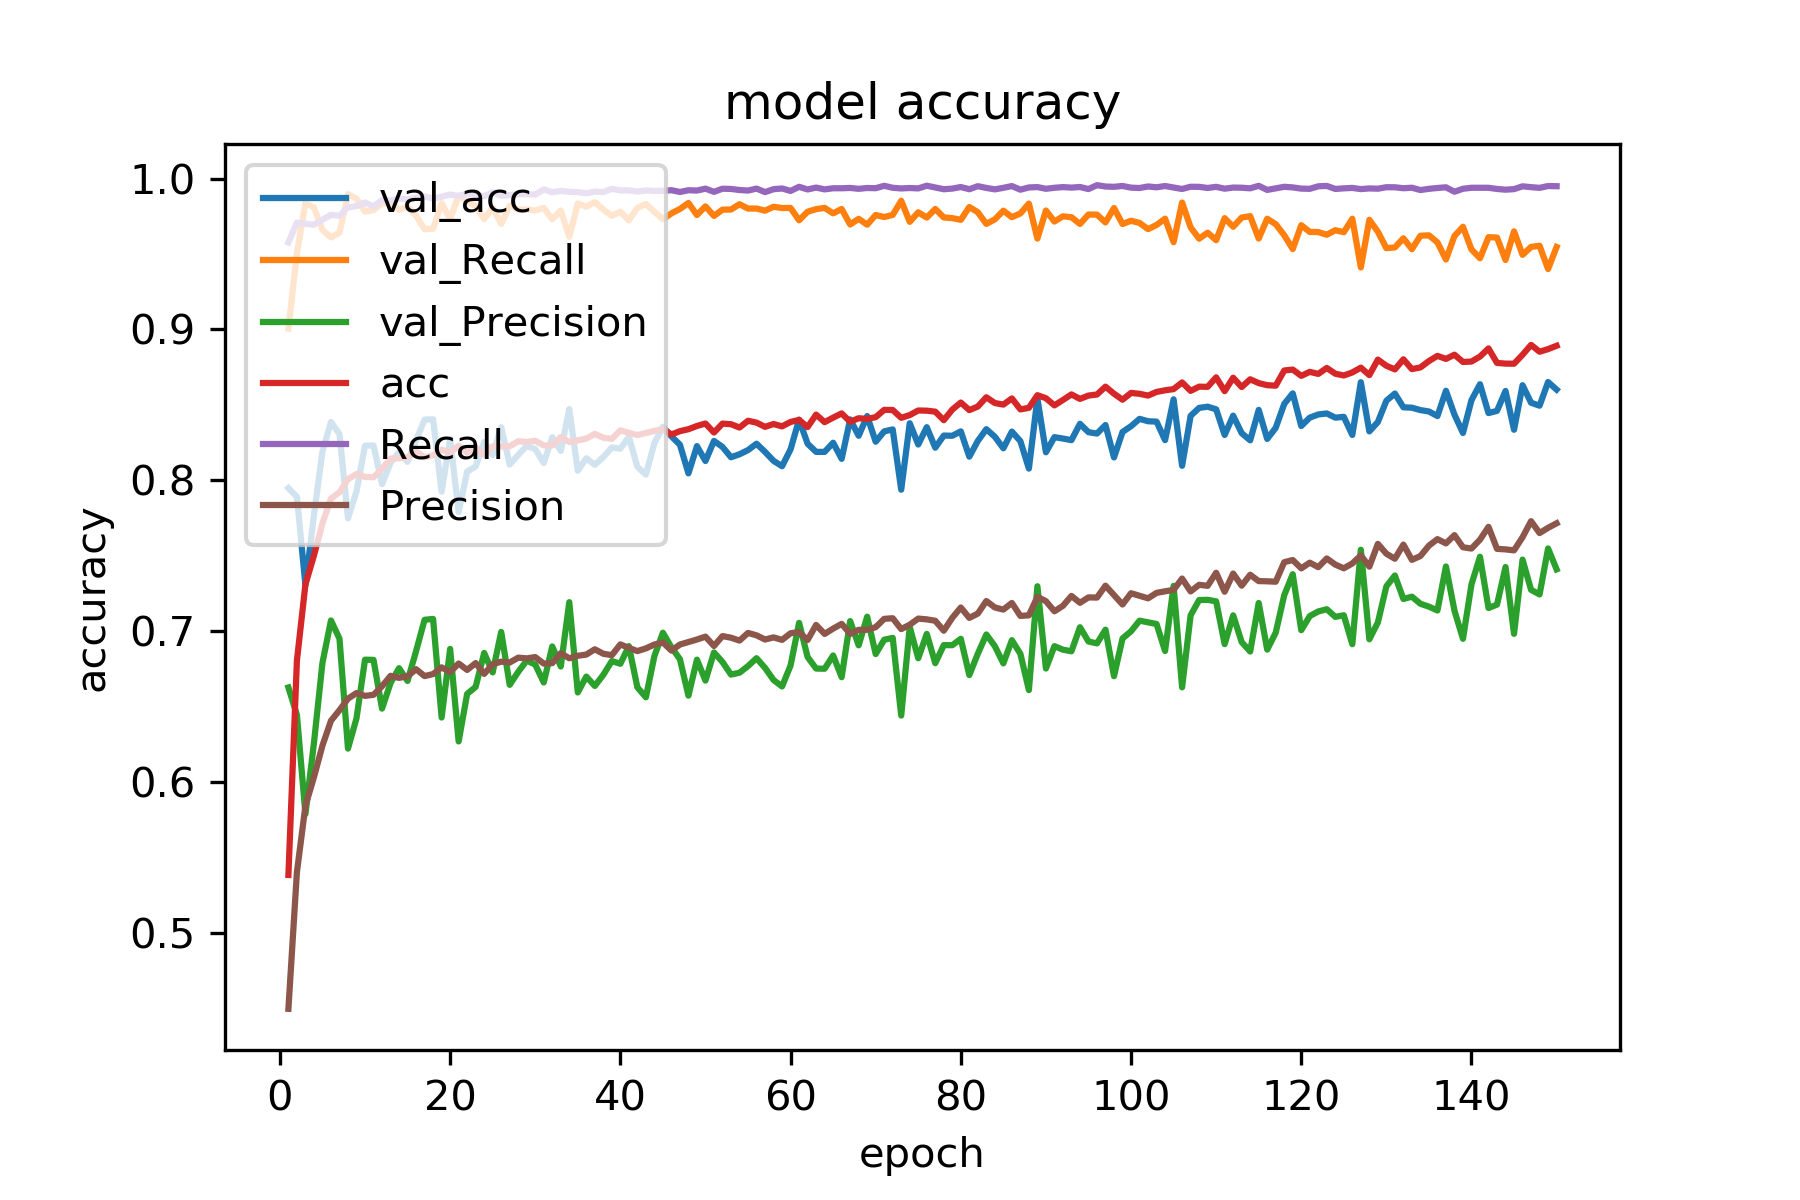 model accuracy
1.0
0.9
0.8
0.7
0.6
0.5
accuracy
val_acc
val_Recall
val_Precision
acc
Recall
Precision
0 20 40 60 80 100 120 140
epoch